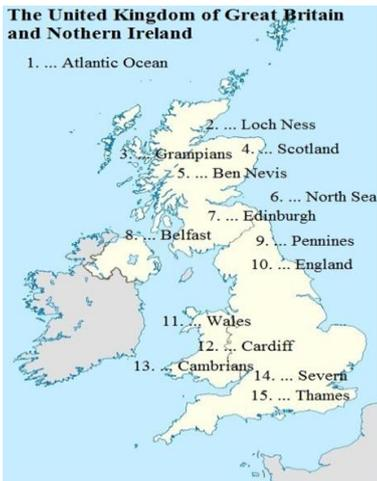 The United Kingdom of Great Britain
and Nothern Ireland
1. ... Atlantic Ocean
2. ... Loch Ness
3. ... Grampians
4. ... Scotland
5. ... Ben Nevis
6. ... North Sea
7. ... Edinburgh
8. ... Belfast
9. ... Pennines
10. ... England
11. ... Wales
12. ... Cardiff
13. ... Cambrians
14. ... Severn
15. ... Thames